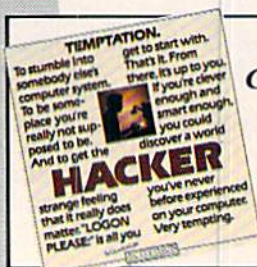 TEMPTATION.
To stumble into
somebody else's
computer system.
To be some-
place you're
really not sup-
posed to be.
And to get the
strange feeling
that it really does
matter. "LOGON
PLEASE:" is all you
get to start with.
That's it. From
there, it's up to you.
If you're clever
enough and
smart enough,
you could
discover a world
you've never
before experienced
on your computer.
Very tempting.
HACKER